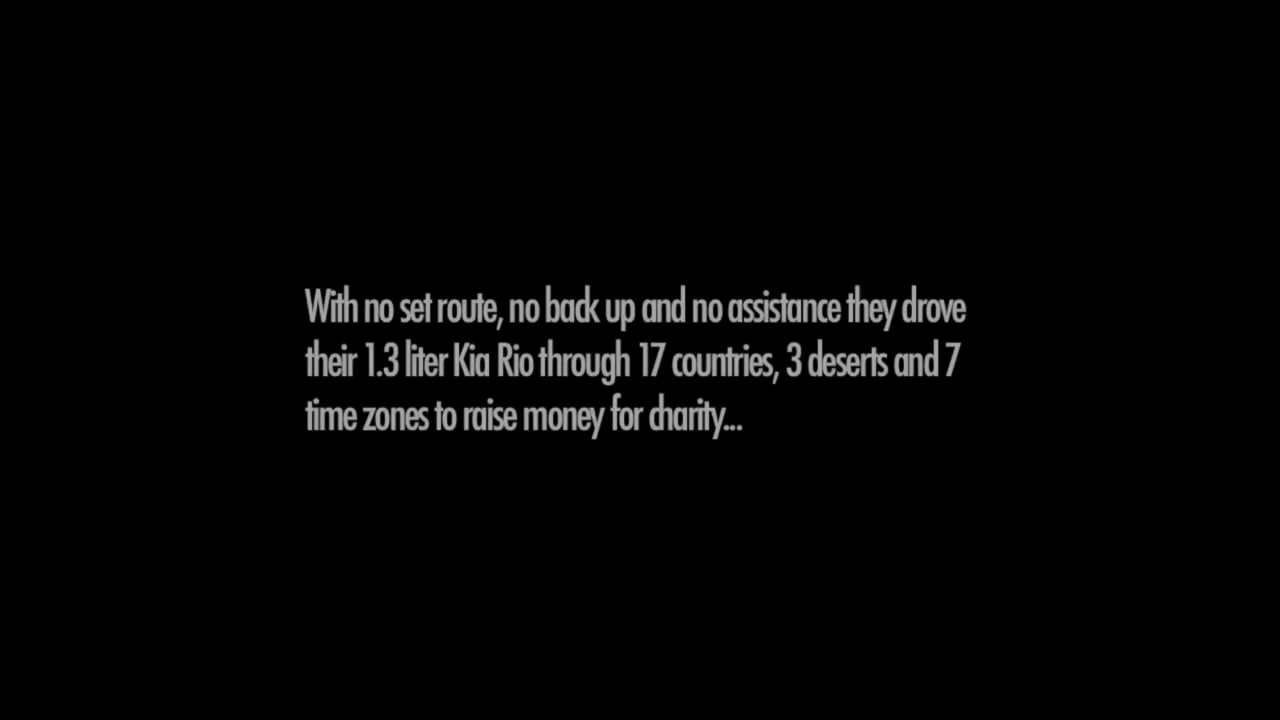 With no set route, no back up and no assistance they drove
their 1.3 liter Kia Rio through 17 countries, 3 deserts and 7
time zones to raise money for charity...